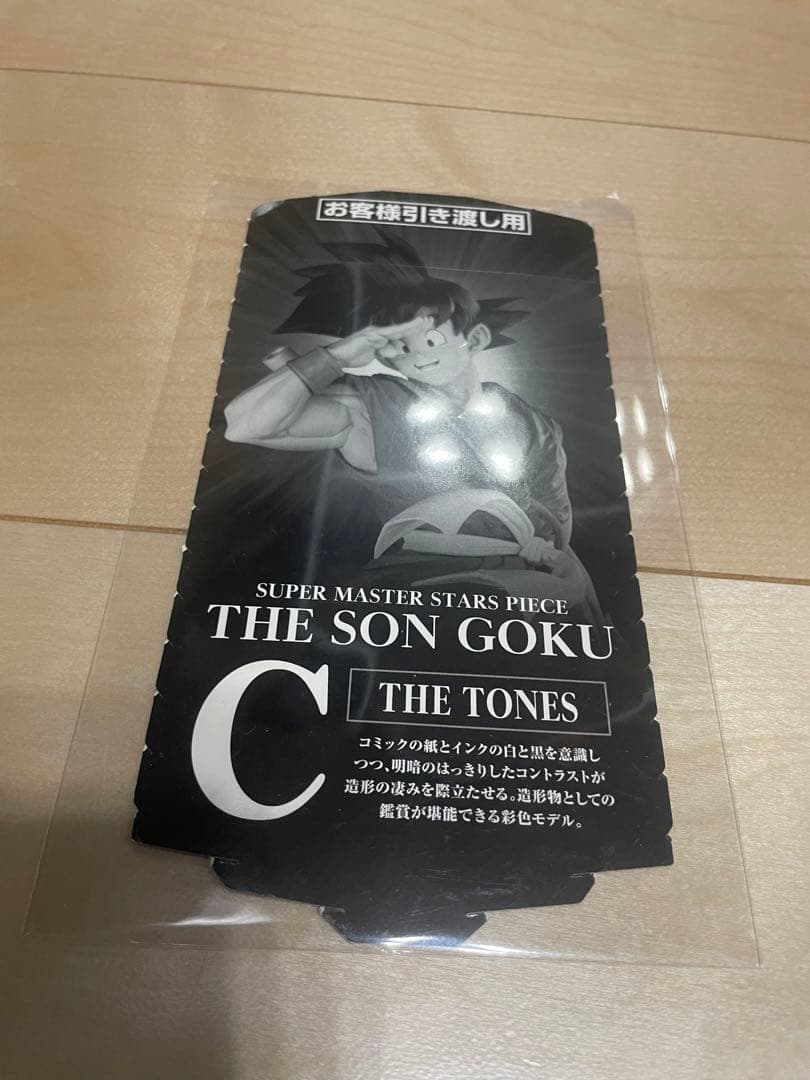 お客様引き渡し用
SUPER MASTER STARS PIECE
THE SON GOKU
C
THE TONES
コミックの紙とインクの白と黒を意識し
つつ、明暗のはっきりしたコントラストが
造形の凄みを際立たせる。造形物としての
鑑賞が堪能できる彩色モデル。